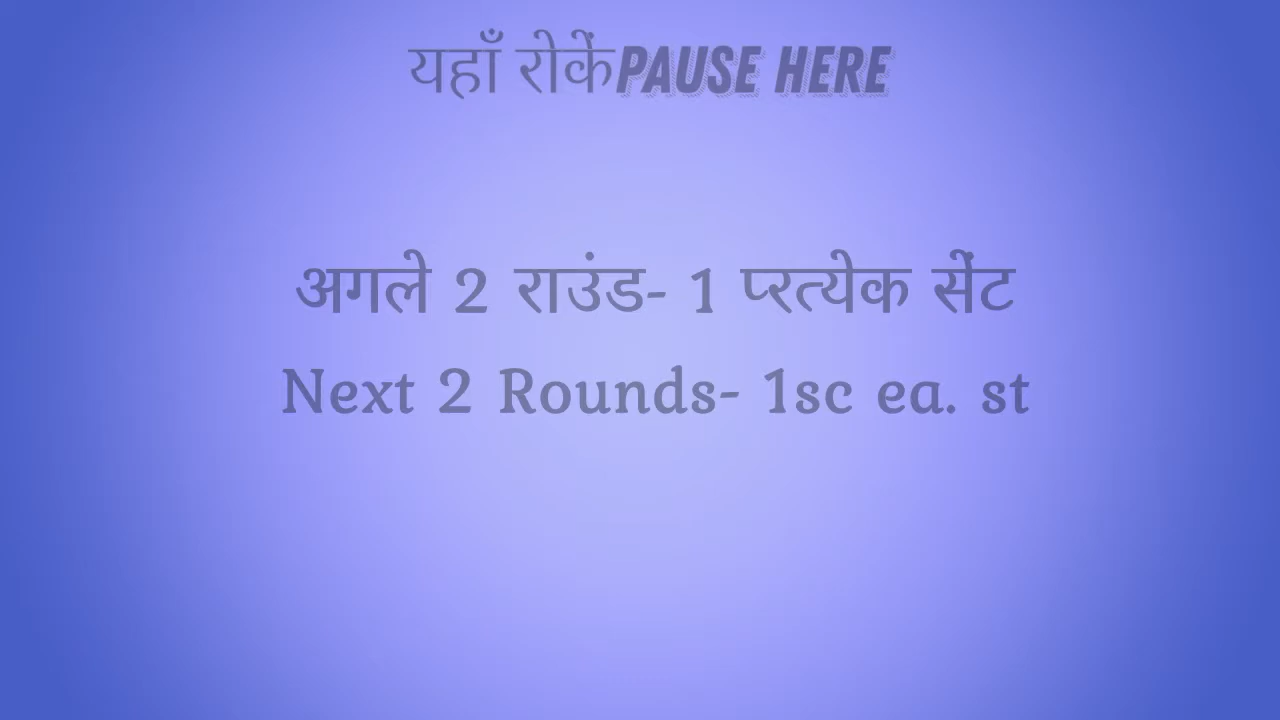 यहाँ रोकेंPAUSE HERE
अगले 2 राउंड- 1 प्रत्येक सेंट
Next 2 Rounds- 1sc ea. st